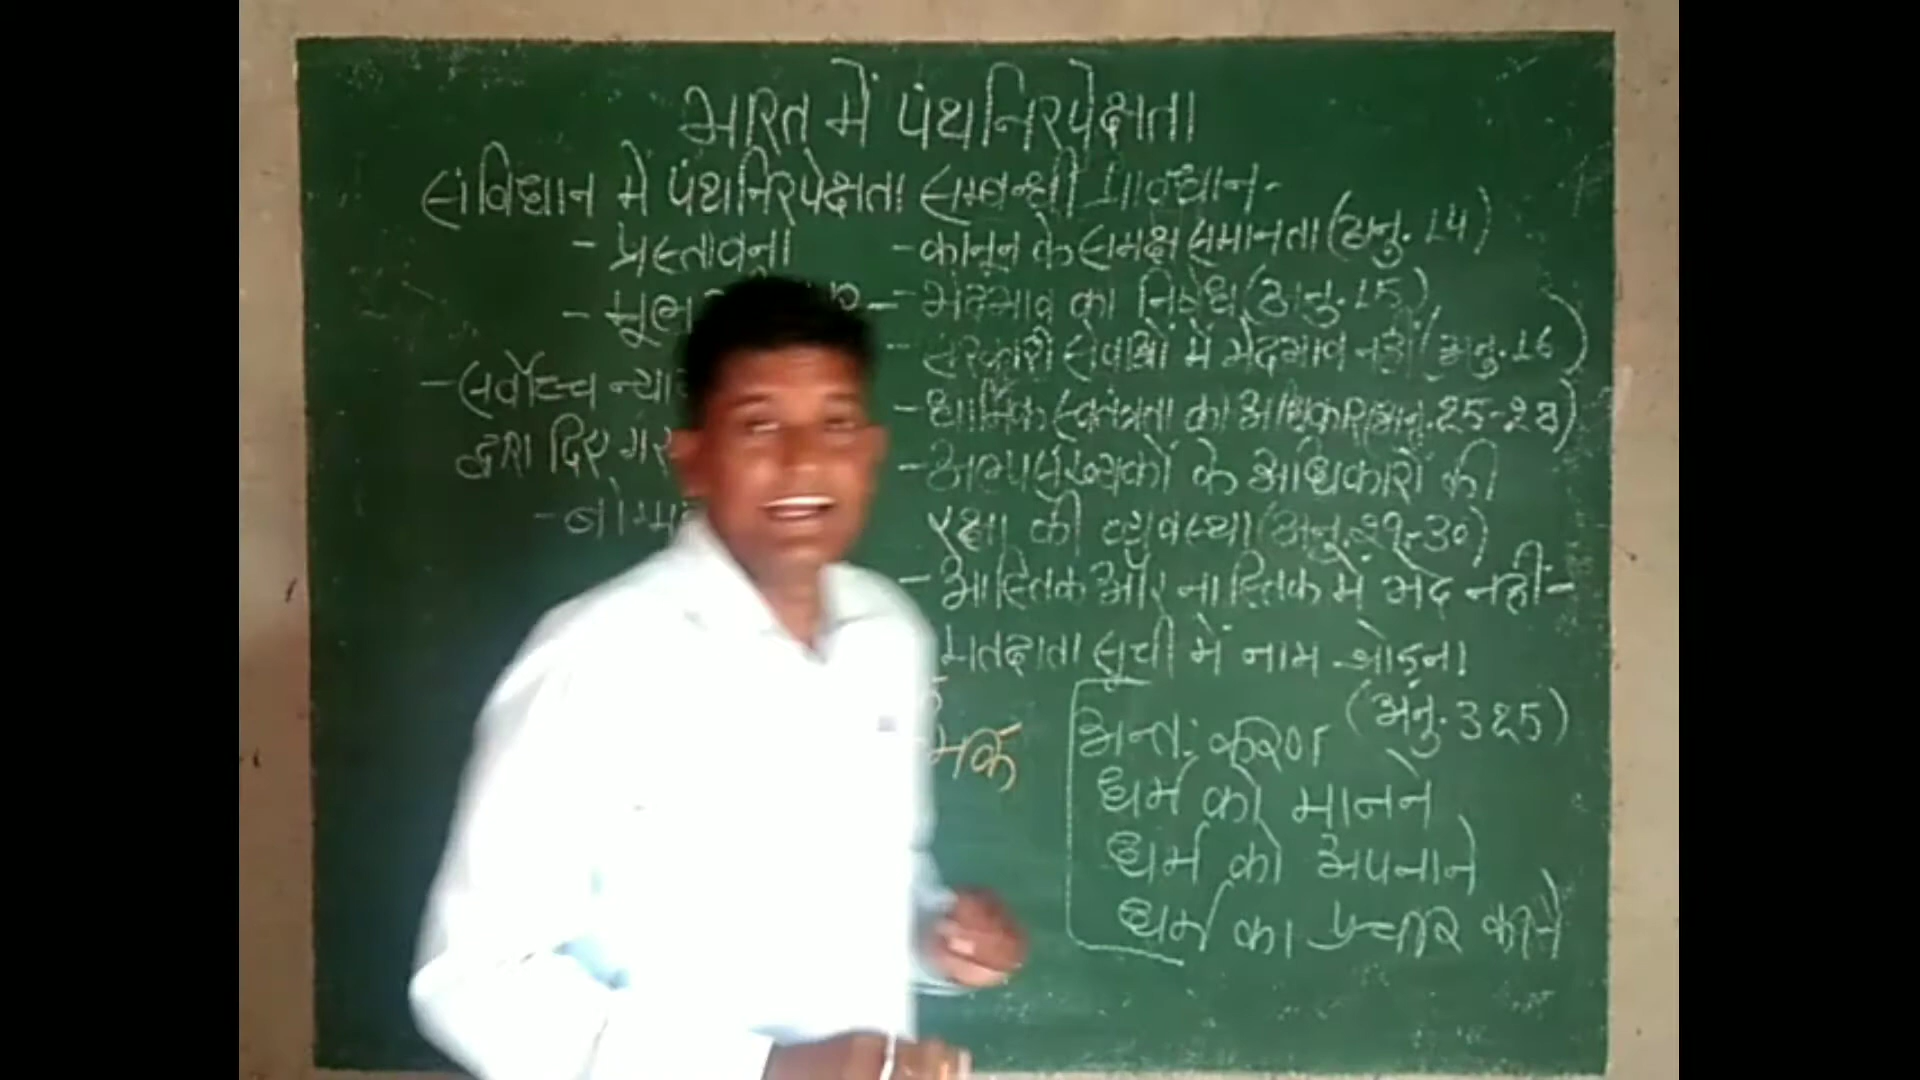 भारत में पंथनिरपेक्षता
संविधान में पंथनिरपेक्षता सम्बन्धी प्रावधान-
- प्रस्तावना
- मूल
- सर्वोच्च
द्वारा दिए गए
- कानून के समक्ष समानता (अनु. 14)
- भेदभाव का निषेध (अनु. 15)
- सरकारी सेवाओं में भेदभाव नहीं (अनु. 16)
- धार्मिक स्वतंत्रता का अधिकार (अनु. 25-28)
- अल्पसंख्यकों के अधिकारों की
रक्षा की व्यवस्था (अनु. 29-30)
- आस्तिक और नास्तिक में भेद नहीं-
मतदाता सूची में नाम जोड़ना
(अनु. 325)
अन्तः करण
धर्म को मानने
धर्म को अपनाने
धर्म का प्रचार करने